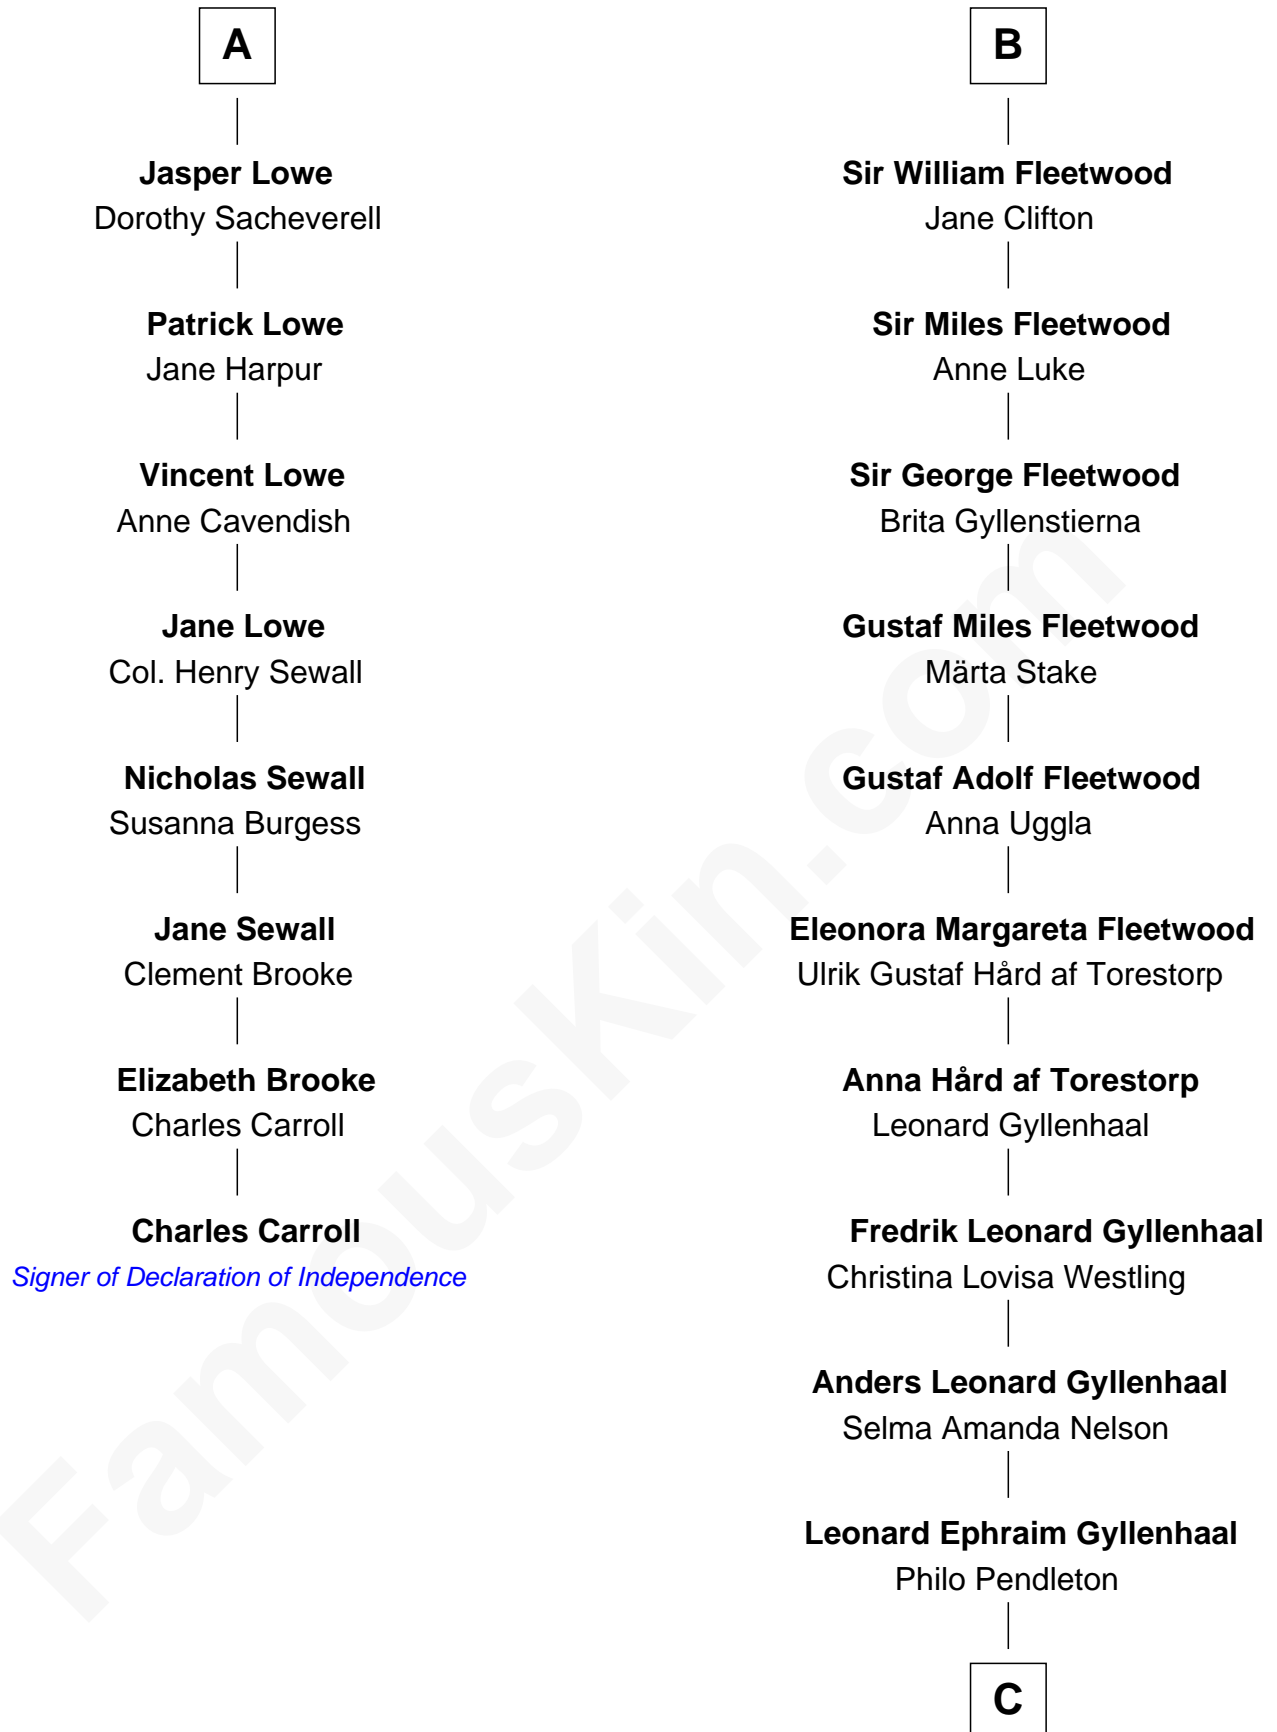 A
Jasper Lowe
Dorothy Sacheverell
Patrick Lowe
Jane Harpur
Vincent Lowe
Anne Cavendish
Jane Lowe
Col. Henry Sewall
Nicholas Sewall
Susanna Burgess
Jane Sewall
Clement Brooke
Elizabeth Brooke
Charles Carroll
Charles Carroll
Signer of Declaration of Independence
B
Sir William Fleetwood
Jane Clifton
Sir Miles Fleetwood
Anne Luke
Sir George Fleetwood
Brita Gyllenstierna
Gustaf Miles Fleetwood
Märta Stake
Gustaf Adolf Fleetwood
Anna Uggla
Eleonora Margareta Fleetwood
Ulrik Gustaf Hård af Torestorp
Anna Hård af Torestorp
Leonard Gyllenhaal
Fredrik Leonard Gyllenhaal
Christina Lovisa Westling
Anders Leonard Gyllenhaal
Selma Amanda Nelson
Leonard Ephraim Gyllenhaal
Philo Pendleton
C
FamousKin.com